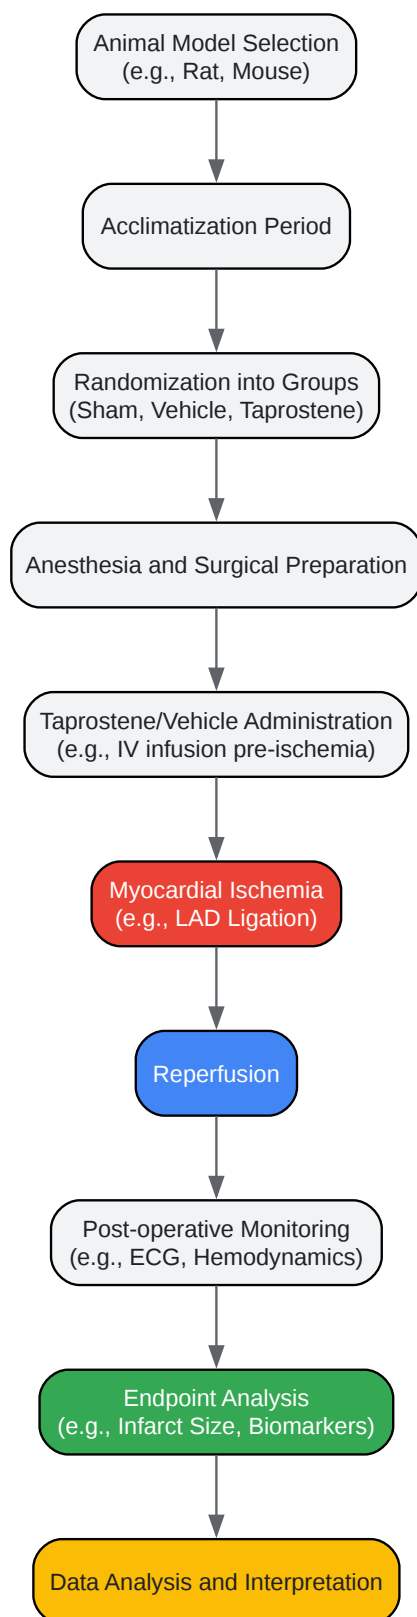 Animal Model Selection
(e.g., Rat, Mouse)
Acclimatization Period
Randomization into Groups
(Sham, Vehicle, Taprostene)
Anesthesia and Surgical Preparation
Taprostene/Vehicle Administration
(e.g., IV infusion pre-ischemia)
Myocardial Ischemia
(e.g., LAD Ligation)
Reperfusion
Post-operative Monitoring
(e.g., ECG, Hemodynamics)
Endpoint Analysis
(e.g., Infarct Size, Biomarkers)
Data Analysis and Interpretation